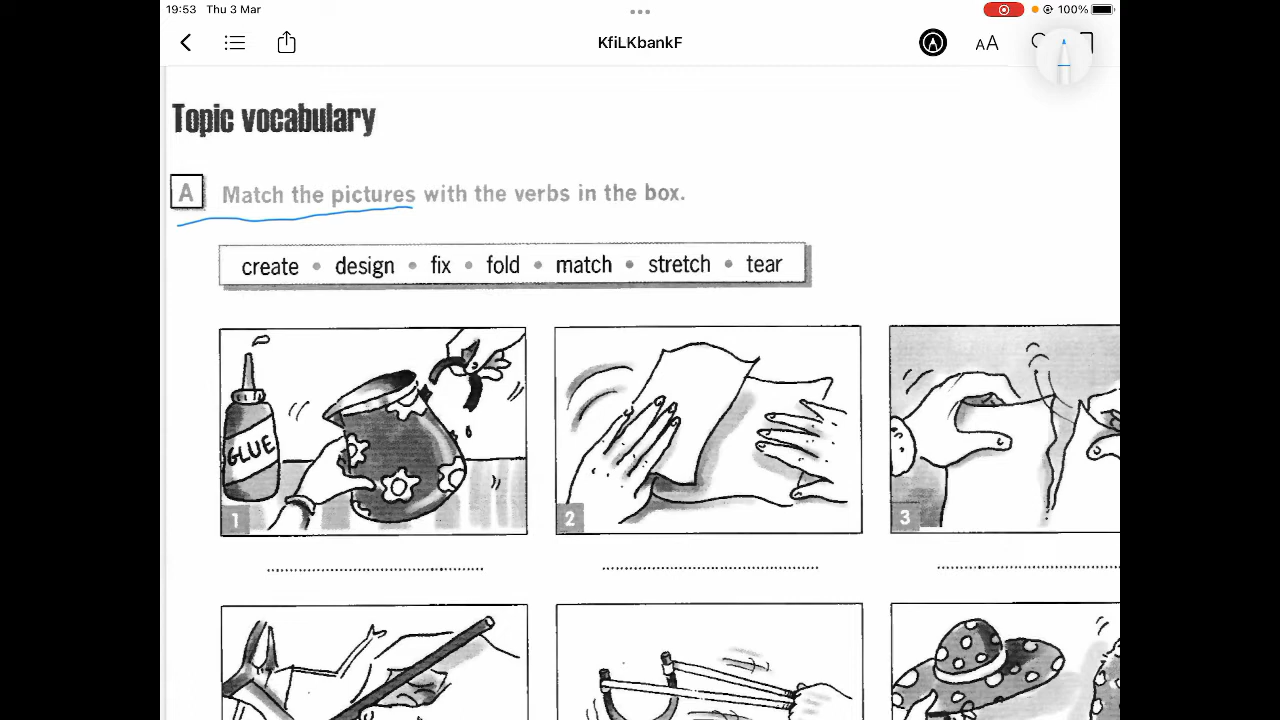 19:53 Thu 3 Mar
100%
KfiLKbankF
AA
Topic vocabulary
A Match the pictures with the verbs in the box.
create • design • fix • fold • match • stretch • tear
GLUE
1
2
3